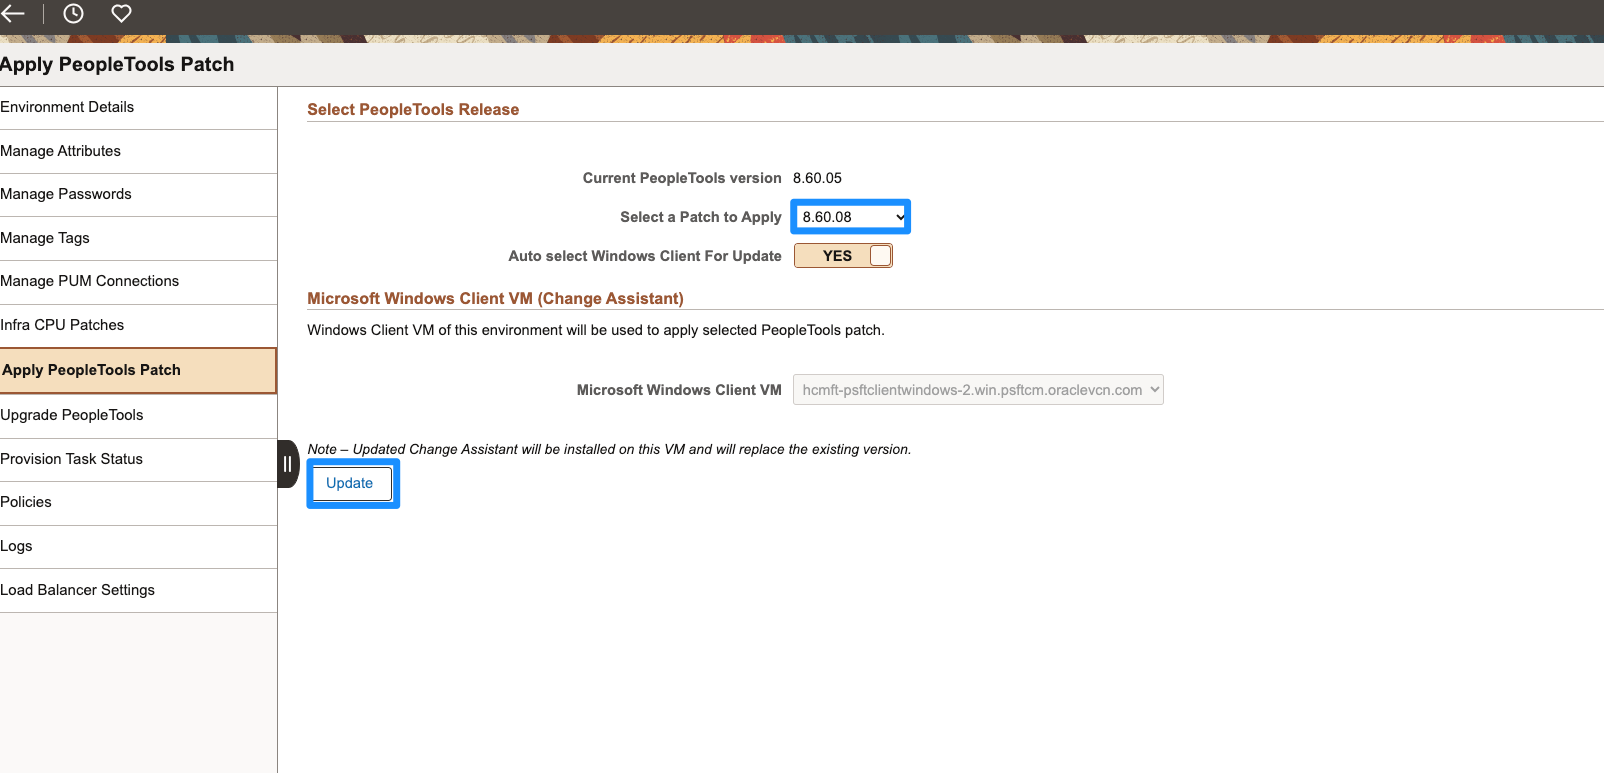 Apply PeopleTools Patch
Environment Details
Manage Attributes
Manage Passwords
Manage Tags
Manage PUM Connections
Infra CPU Patches
Apply PeopleTools Patch
Upgrade PeopleTools
Provision Task Status
Policies
Logs
Load Balancer Settings
Select PeopleTools Release
Current PeopleTools version 8.60.05
Select a Patch to Apply 8.60.08
Auto select Windows Client For Update YES
Microsoft Windows Client VM (Change Assistant)
Windows Client VM of this environment will be used to apply selected PeopleTools patch.
Microsoft Windows Client VM hcmft-psftclientwindows-2.win.psftcm.oraclevcn.com
Note – Updated Change Assistant will be installed on this VM and will replace the existing version.
Update